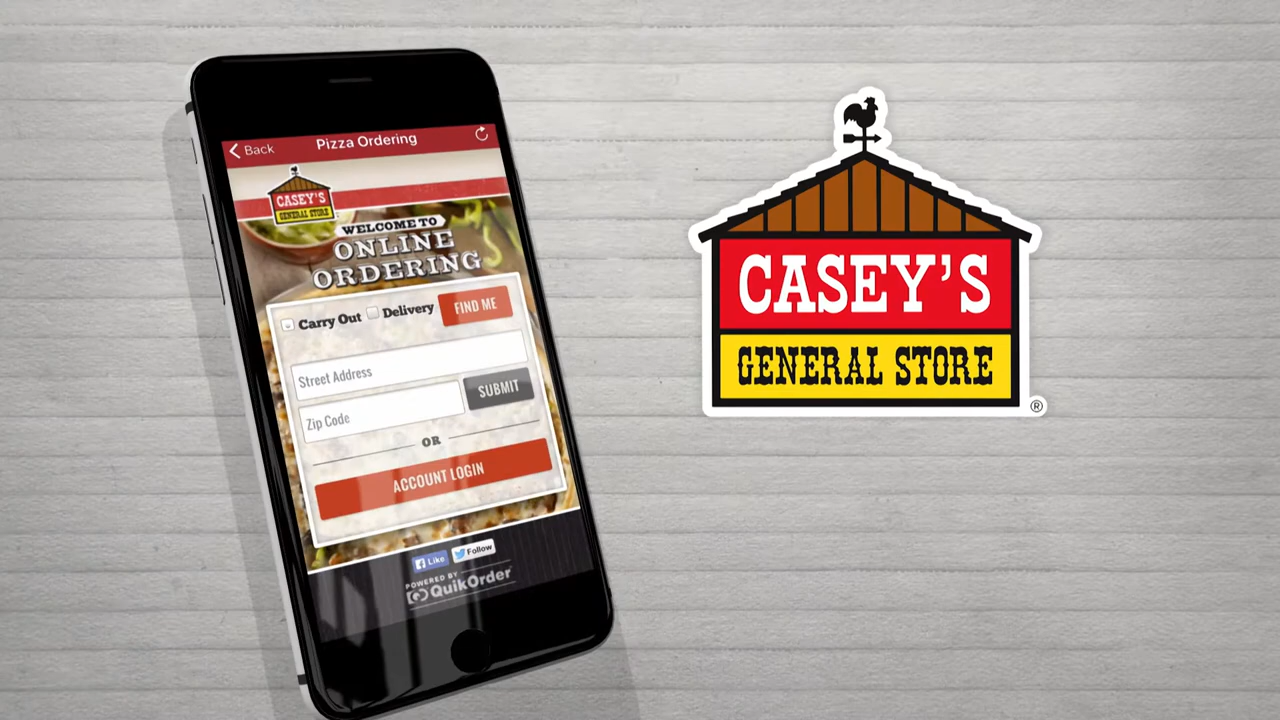 Back
Pizza Ordering
CASEY'S
GENERAL STORE
WELCOME TO
ONLINE
ORDERING
Carry Out
Delivery
FIND ME
Street Address
Zip Code
SUBMIT
OR
ACCOUNT LOGIN
Like
Follow
POWERED BY
QuikOrder
CASEY'S
GENERAL STORE
®